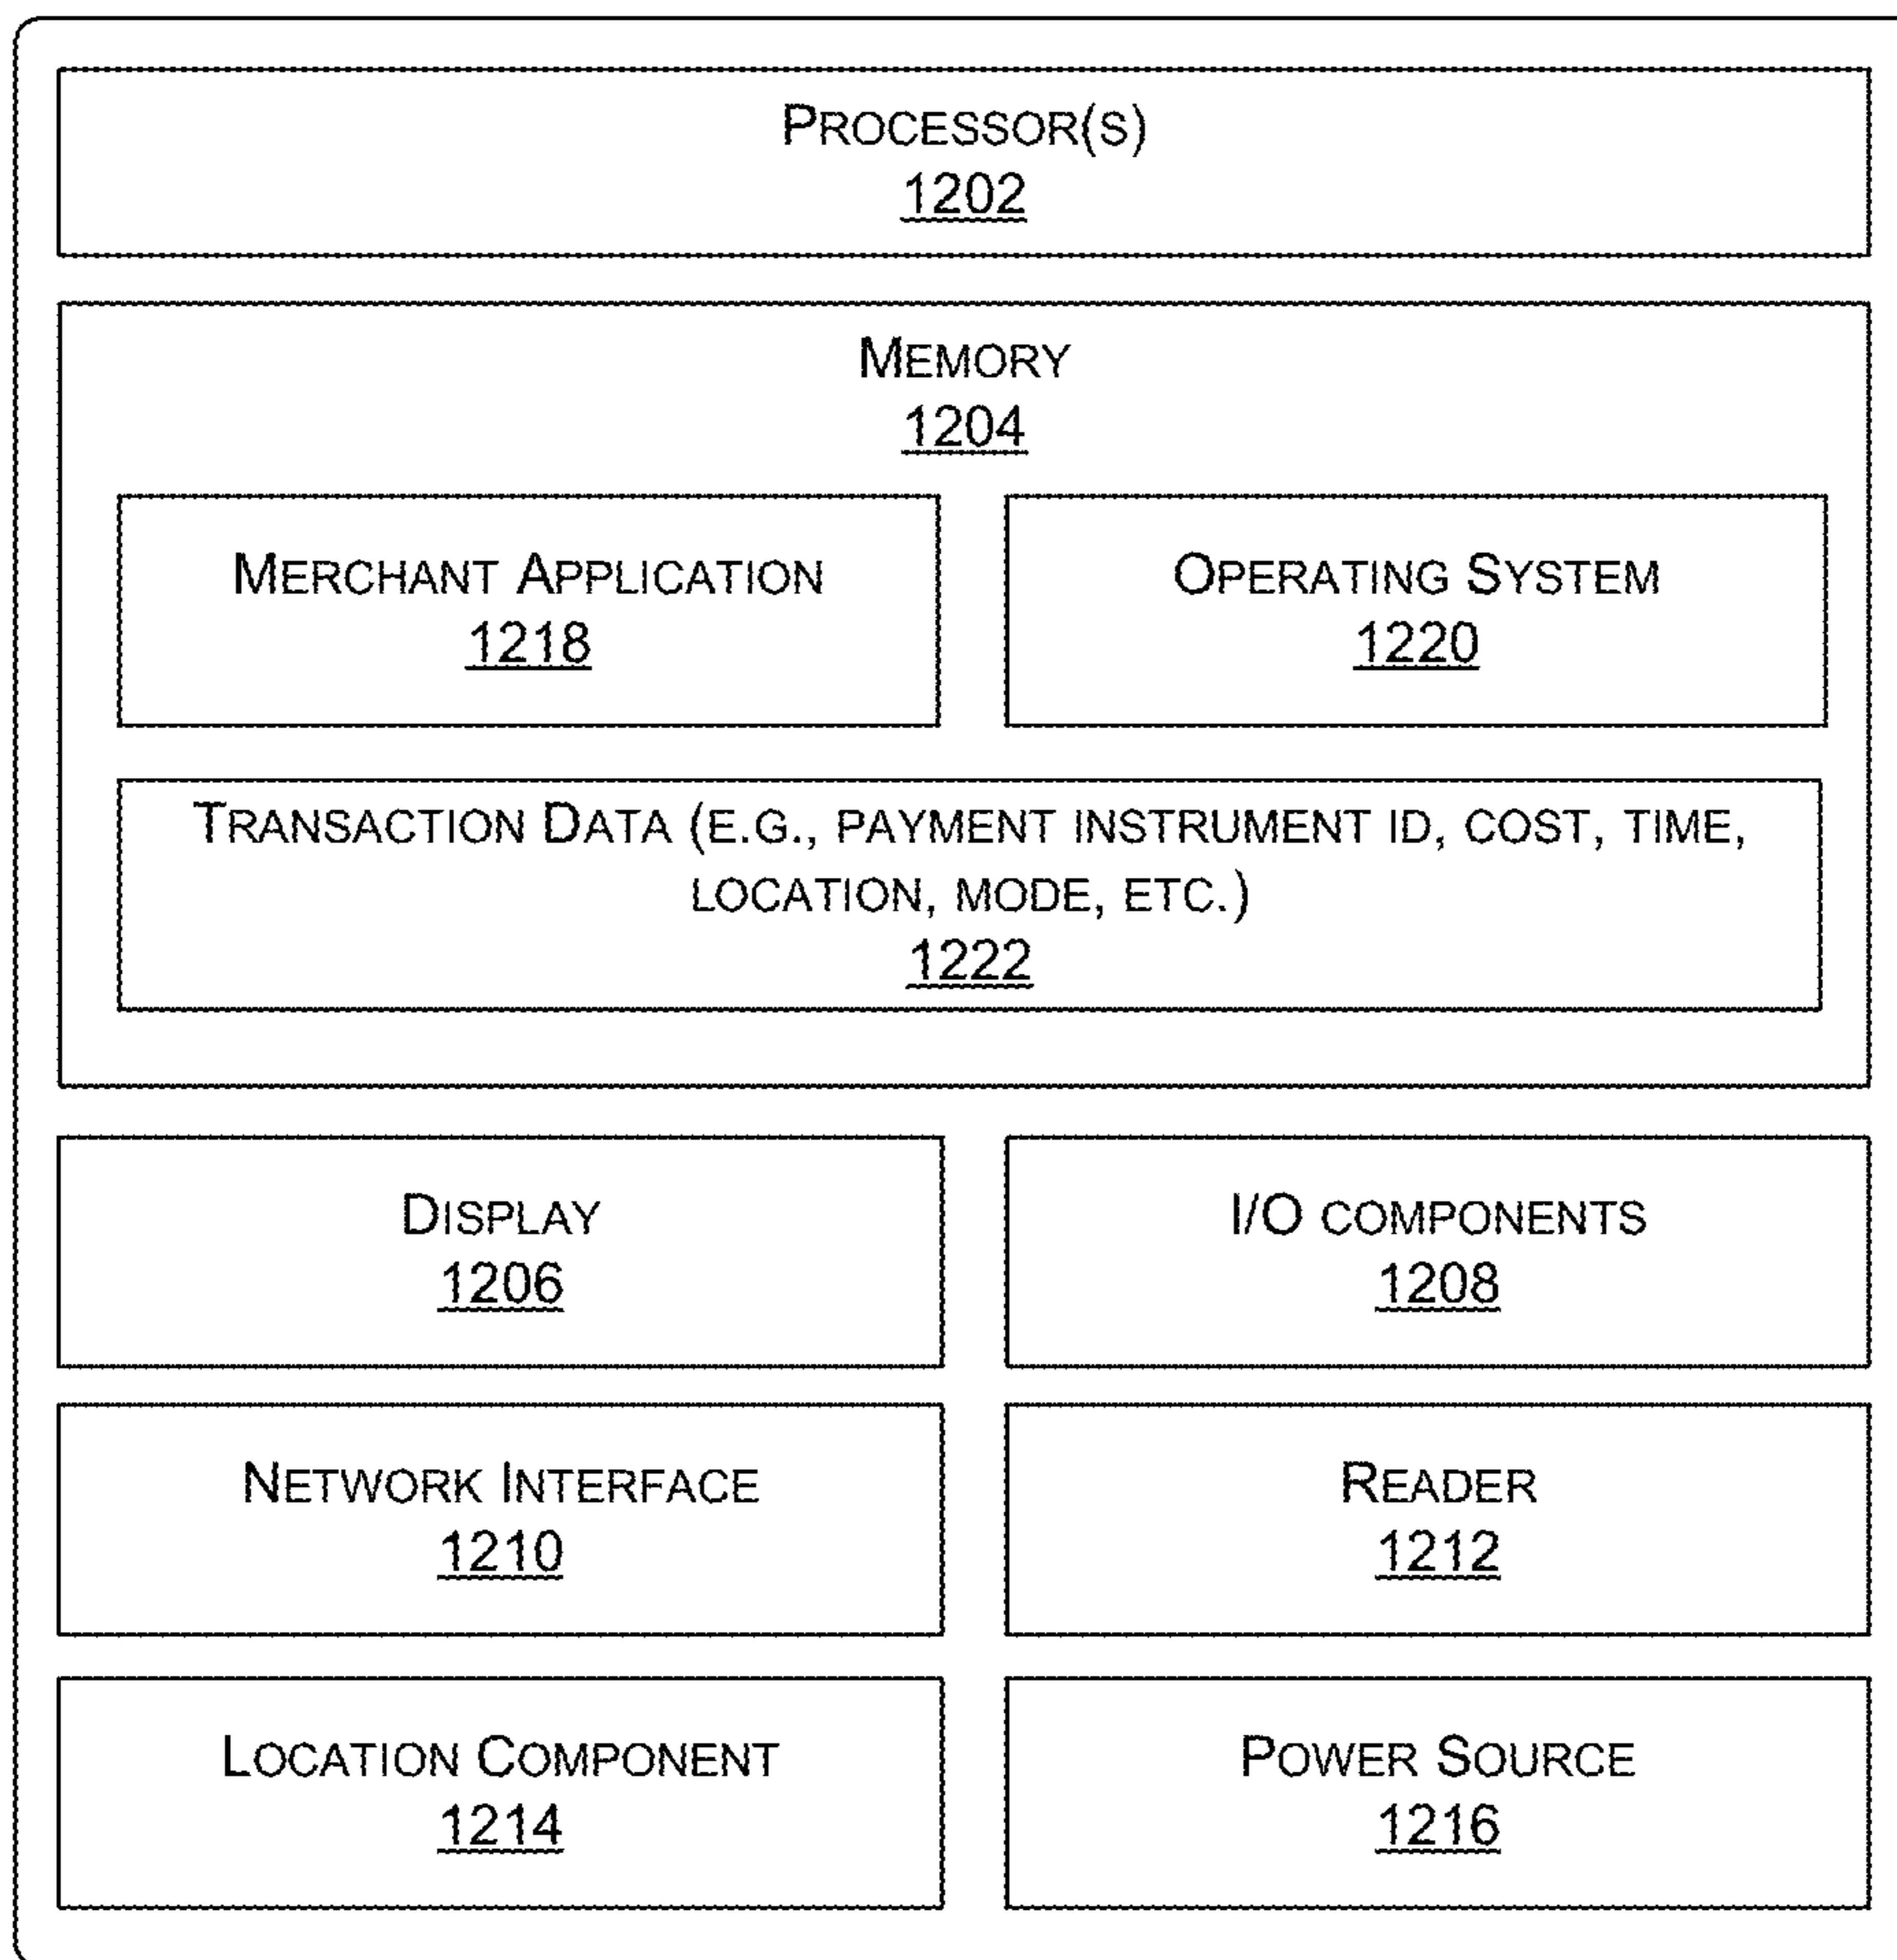 PROCESSOR(S)
1202
MEMORY
1204
MERCHANT APPLICATION
1218
OPERATING SYSTEM
1220
TRANSACTION DATA (E.G., PAYMENT INSTRUMENT ID, COST, TIME,
LOCATION, MODE, ETC.)
1222
DISPLAY
1206
I/O COMPONENTS
1208
NETWORK INTERFACE
1210
READER
1212
LOCATION COMPONENT
1214
POWER SOURCE
1216